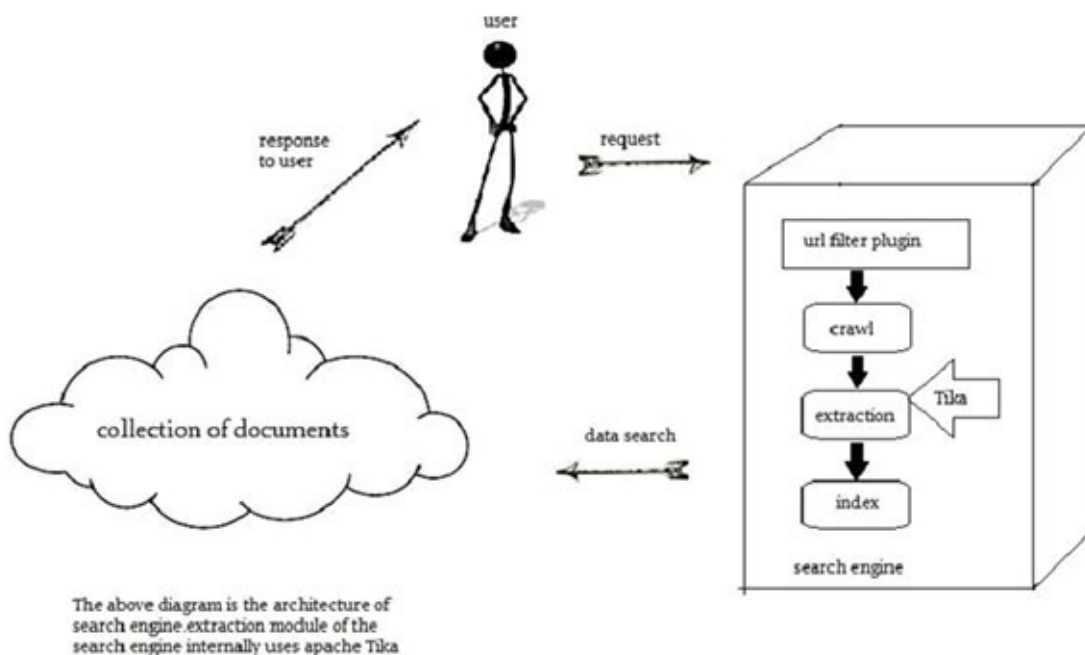 user
response
to user
request
url filter plugin
crawl
extraction
Tika
index
search engine
data search
collection of documents
The above diagram is the architecture of
search engine.extraction module of the
search engine internally uses apache Tika